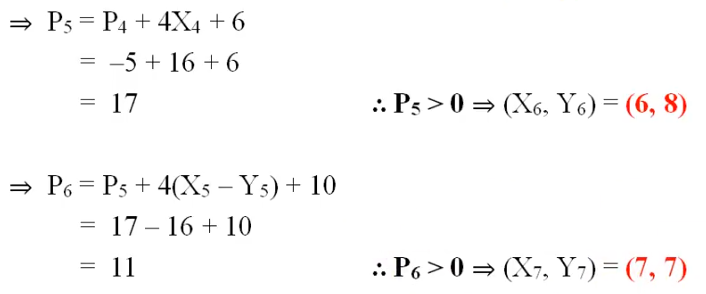 ⇒ P₅ = P₄ + 4X₄ + 6
= –5 + 16 + 6
= 17 ∴ P₅ > 0 ⇒ (X₆, Y₆) = (6, 8)
⇒ P₆ = P₅ + 4(X₅ – Y₅) + 10
= 17 – 16 + 10
= 11 ∴ P₆ > 0 ⇒ (X₇, Y₇) = (7, 7)